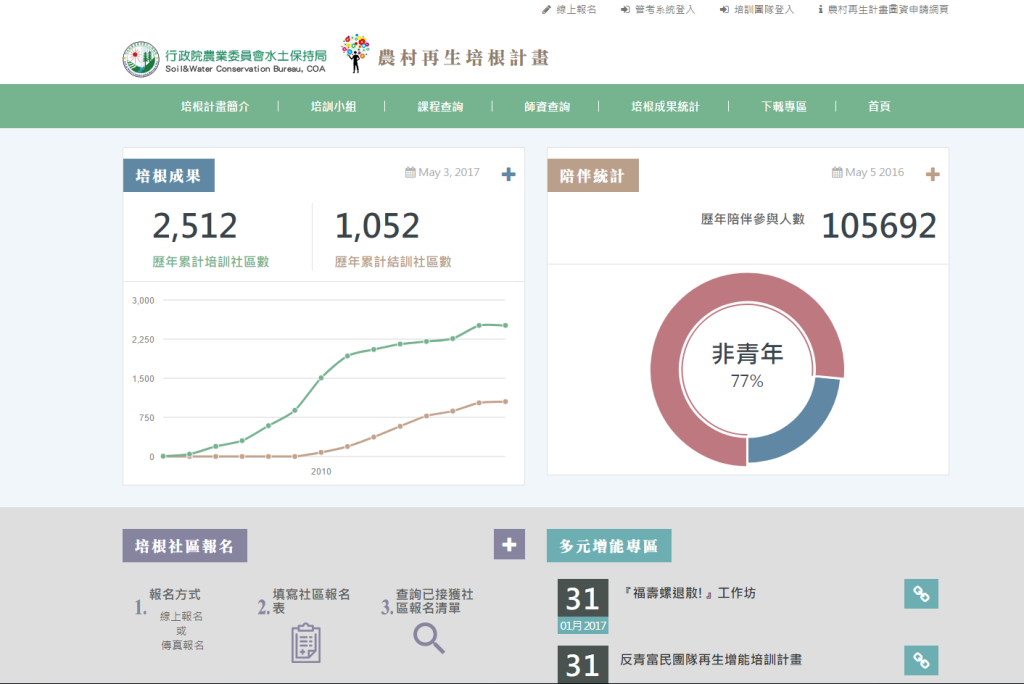 線上報名 管考系統登入 培訓團隊登入 農村再生計畫圖資申請網頁
行政院農業委員會水土保持局
Soil&Water Conservation Bureau, COA
農村再生培根計畫
培根計畫簡介 培訓小組 課程查詢 師資查詢 培根成果統計 下載專區 首頁
培根成果
May 3, 2017
2,512 1,052
歷年累計培訓社區數 歷年累計結訓社區數
3,000
2,250
1,500
750
0
2010
陪伴統計
May 5 2016
歷年陪伴參與人數 105692
非青年
77%
培根社區報名
1. 報名方式
線上報名
或
傳真報名
2. 填寫社區報名
表
3. 查詢已接獲社
區報名清單
多元增能專區
31
01月 2017
『福壽螺退散! 』工作坊
31
反青富民團隊再生增能培訓計畫